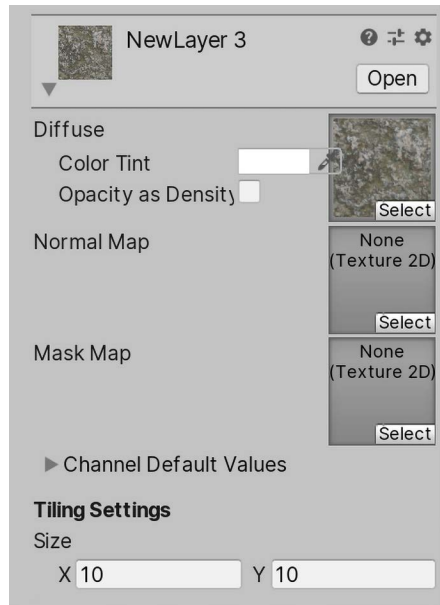 NewLayer 3
Open
Diffuse
Color Tint
Opacity as Density
Select
Normal Map
None
(Texture 2D)
Select
Mask Map
None
(Texture 2D)
Select
Channel Default Values
Tiling Settings
Size
X 10 Y 10